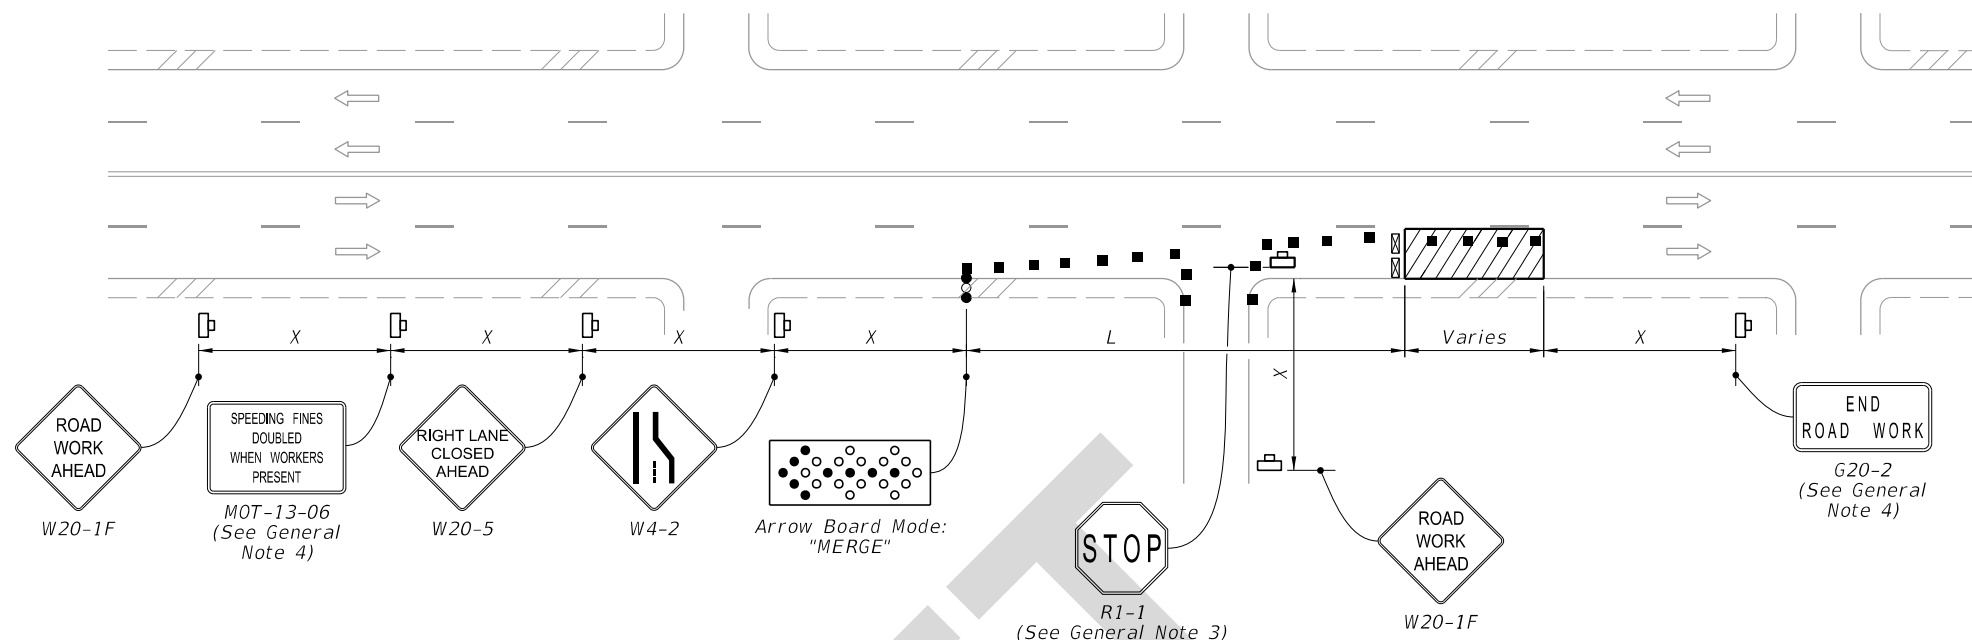 X
X
X
X
L
Varies
X
X
ROAD
WORK
AHEAD
W20-1F
SPEEDING FINES
DOUBLED
WHEN WORKERS
PRESENT
MOT-13-06
(See General
Note 4)
RIGHT LANE
CLOSED
AHEAD
W20-5
W4-2
Arrow Board Mode:
"MERGE"
STOP
R1-1
(See General Note 3)
ROAD
WORK
AHEAD
W20-1F
END
ROAD WORK
G20-2
(See General
Note 4)